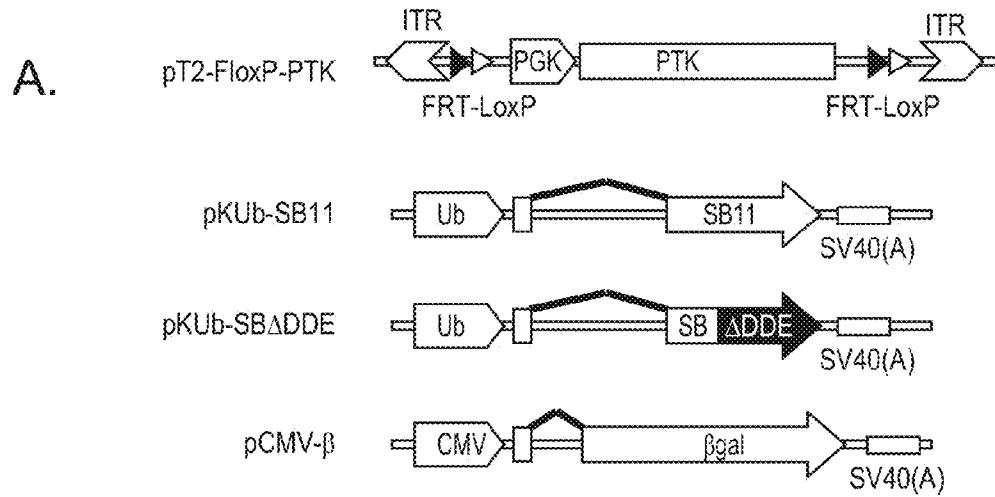 A.
ITR
ITR
pT2-FloxP-PTK
PGK
PTK
FRT-LoxP
FRT-LoxP
pKUb-SB11
Ub
SB11
SV40(A)
pKUb-SBΔDDE
Ub
SB
ΔDDE
SV40(A)
pCMV-β
CMV
βgal
SV40(A)